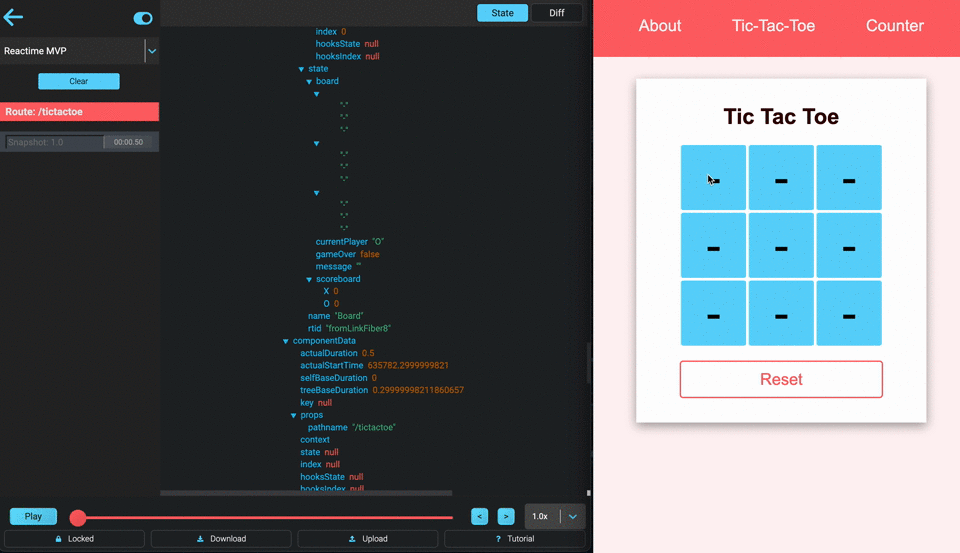 State Diff
Reactime MVP
Clear
Route: /tictactoe
Snapshot: 1.0 00:00.50
index 0
hooksState null
hooksIndex null
state
board
"-"
"-"
"-"
"-"
"-"
"-"
"-"
"-"
"-"
currentPlayer "O"
gameOver false
message ""
scoreboard
X 0
O 0
name "Board"
rtid "fromLinkFiber8"
componentData
actualDuration 0.5
actualStartTime 635782.2999999821
selfBaseDuration 0
treeBaseDuration 0.29999998211860657
key null
props
pathname "/tictactoe"
context
state null
index null
hooksState null
hooksIndex null
Play < > 1.0x
Locked Download Upload ? Tutorial
About Tic-Tac-Toe Counter
Tic Tac Toe
- - -
- - -
- - -
Reset